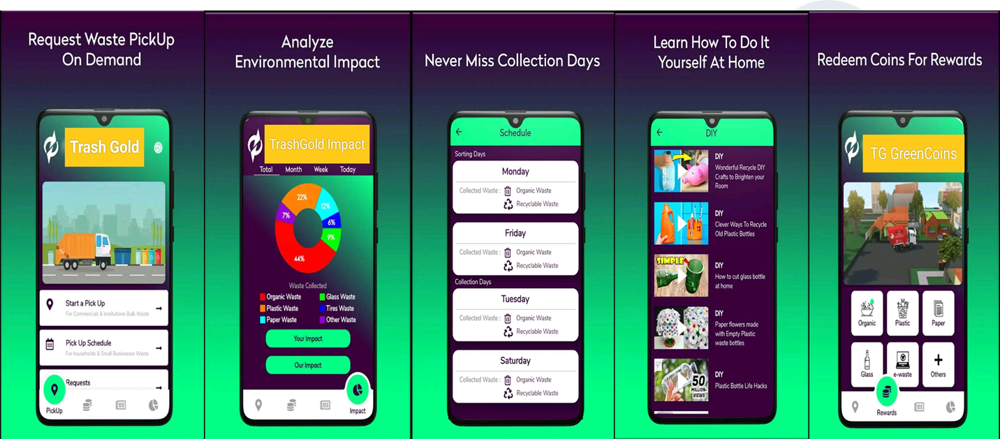 Request Waste PickUp
On Demand
Trash Gold
Start a Pick Up
For Commercials & Institutions Bulk Waste
Pick Up Schedule
For households & Small Businesses Waste
Requests
PickUp
Analyze
Environmental Impact
TrashGold Impact
Total Month Week Today
22%
12%
7%
6%
9%
44%
Waste Collected
Organic Waste Glass Waste
Plastic Waste Tires Waste
Paper Waste Other Waste
Your Impact
Our Impact
Impact
Never Miss Collection Days
Schedule
Sorting Days
Monday
Collected Waste : Organic Waste
Recyclable Waste
Friday
Collected Waste : Organic Waste
Recyclable Waste
Collection Days
Tuesday
Collected Waste : Organic Waste
Recyclable Waste
Saturday
Collected Waste : Organic Waste
Recyclable Waste
Learn How To Do It
Yourself At Home
DIY
DIY
Wonderful Recycle DIY
Crafts to Brighten your
Room
DIY
Clever Ways To Recycle
Old Plastic Bottles
SIMPLE
DIY
How to cut glass bottle
at home
DIY
Paper flowers made
with Empty Plastic
waste bottles
50
MILLION+
VIEWS
DIY
Plastic Bottle Life Hacks
Redeem Coins For Rewards
TG GreenCoins
Organic Plastic Paper
Glass e-waste Others
Rewards